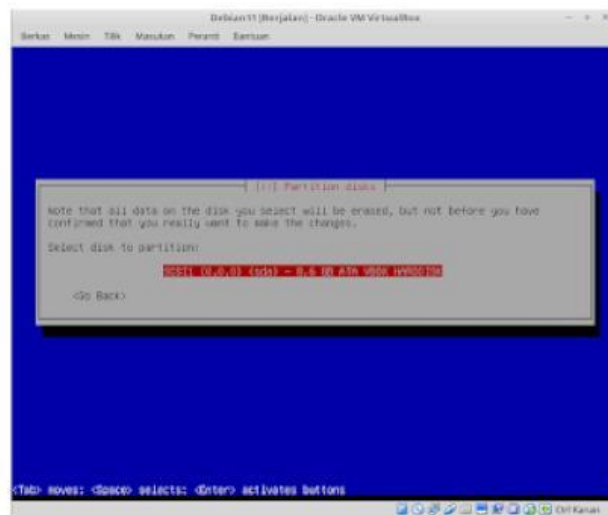 Debian11 [Berjalan] - Oracle VM VirtualBox
Berkas Mesin Tilik Masukan Peranti Bantuan
[!!] Partition disks
Note that all data on the disk you select will be erased, but not before you have
confirmed that you really want to make the changes.
Select disk to partition:
SCSI1 (0,0,0) (sda) - 8.6 GB ATA VBOX HARDDISK
<Go Back>
<Tab> moves; <Space> selects; <Enter> activates buttons
Ctrl Kanan